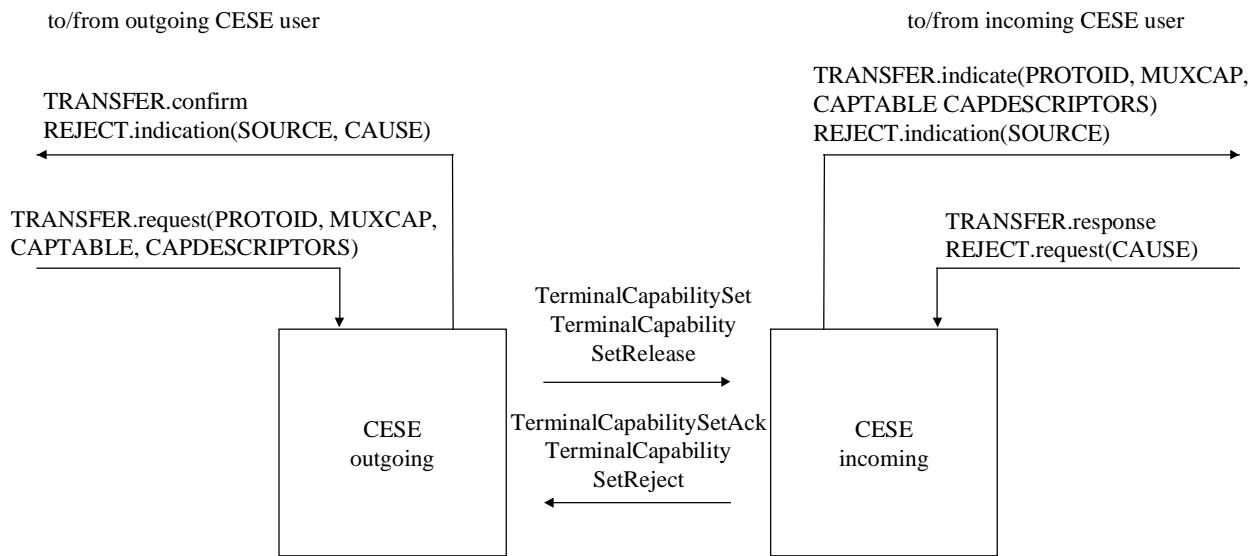 to/from outgoing CESE user
to/from incoming CESE user
TRANSFER.confirm
REJECT.indication(SOURCE, CAUSE)
TRANSFER.indicate(PROTOID, MUXCAP,
CAPTABLE CAPDESCRIPTORS)
REJECT.indication(SOURCE)
TRANSFER.request(PROTOID, MUXCAP,
CAPTABLE, CAPDESCRIPTORS)
TRANSFER.response
REJECT.request(CAUSE)
TerminalCapabilitySet
TerminalCapability
SetRelease
TerminalCapabilitySetAck
TerminalCapability
SetReject
CESE
outgoing
CESE
incoming